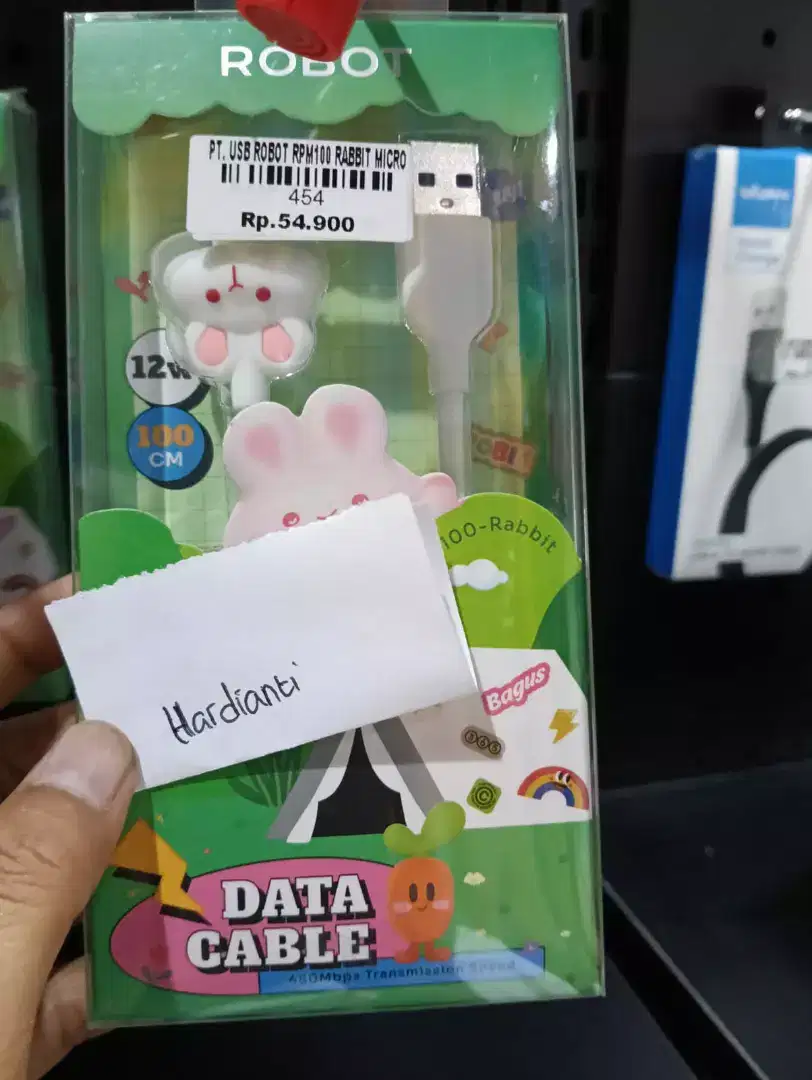 ROBOT
PT. USB ROBOT RPM100 RABBIT MICRO
454
Rp.54.900
12W
100
CM
100-Rabbit
Hardianti
Bagus
365
DATA
CABLE
480Mbps Transmission Speed